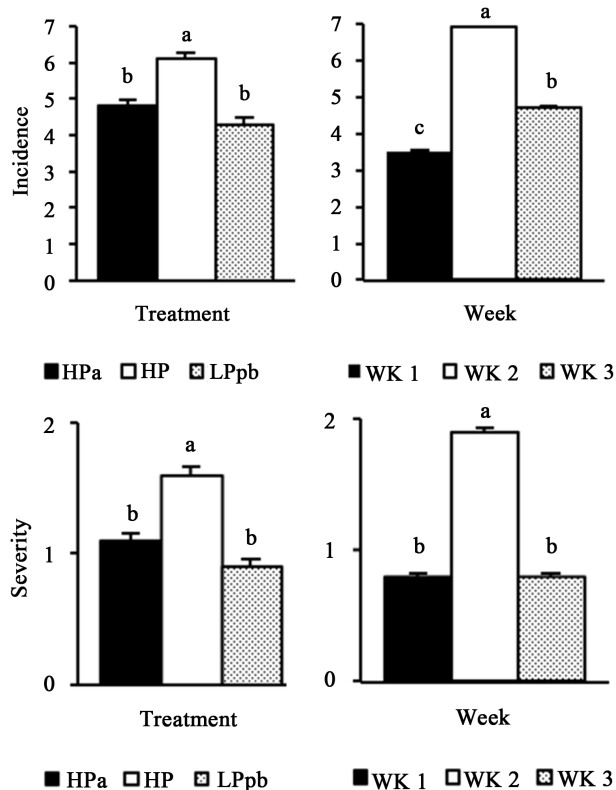 7
6
5
4
3
2
1
0
Incidence
b
a
b
Treatment
HPa HP LPpb
7
6
5
4
3
2
1
0
c
a
b
Week
WK 1 WK 2 WK 3
2
1
0
Severity
b
a
b
Treatment
HPa HP LPpb
2
1
0
b
a
b
Week
WK 1 WK 2 WK 3